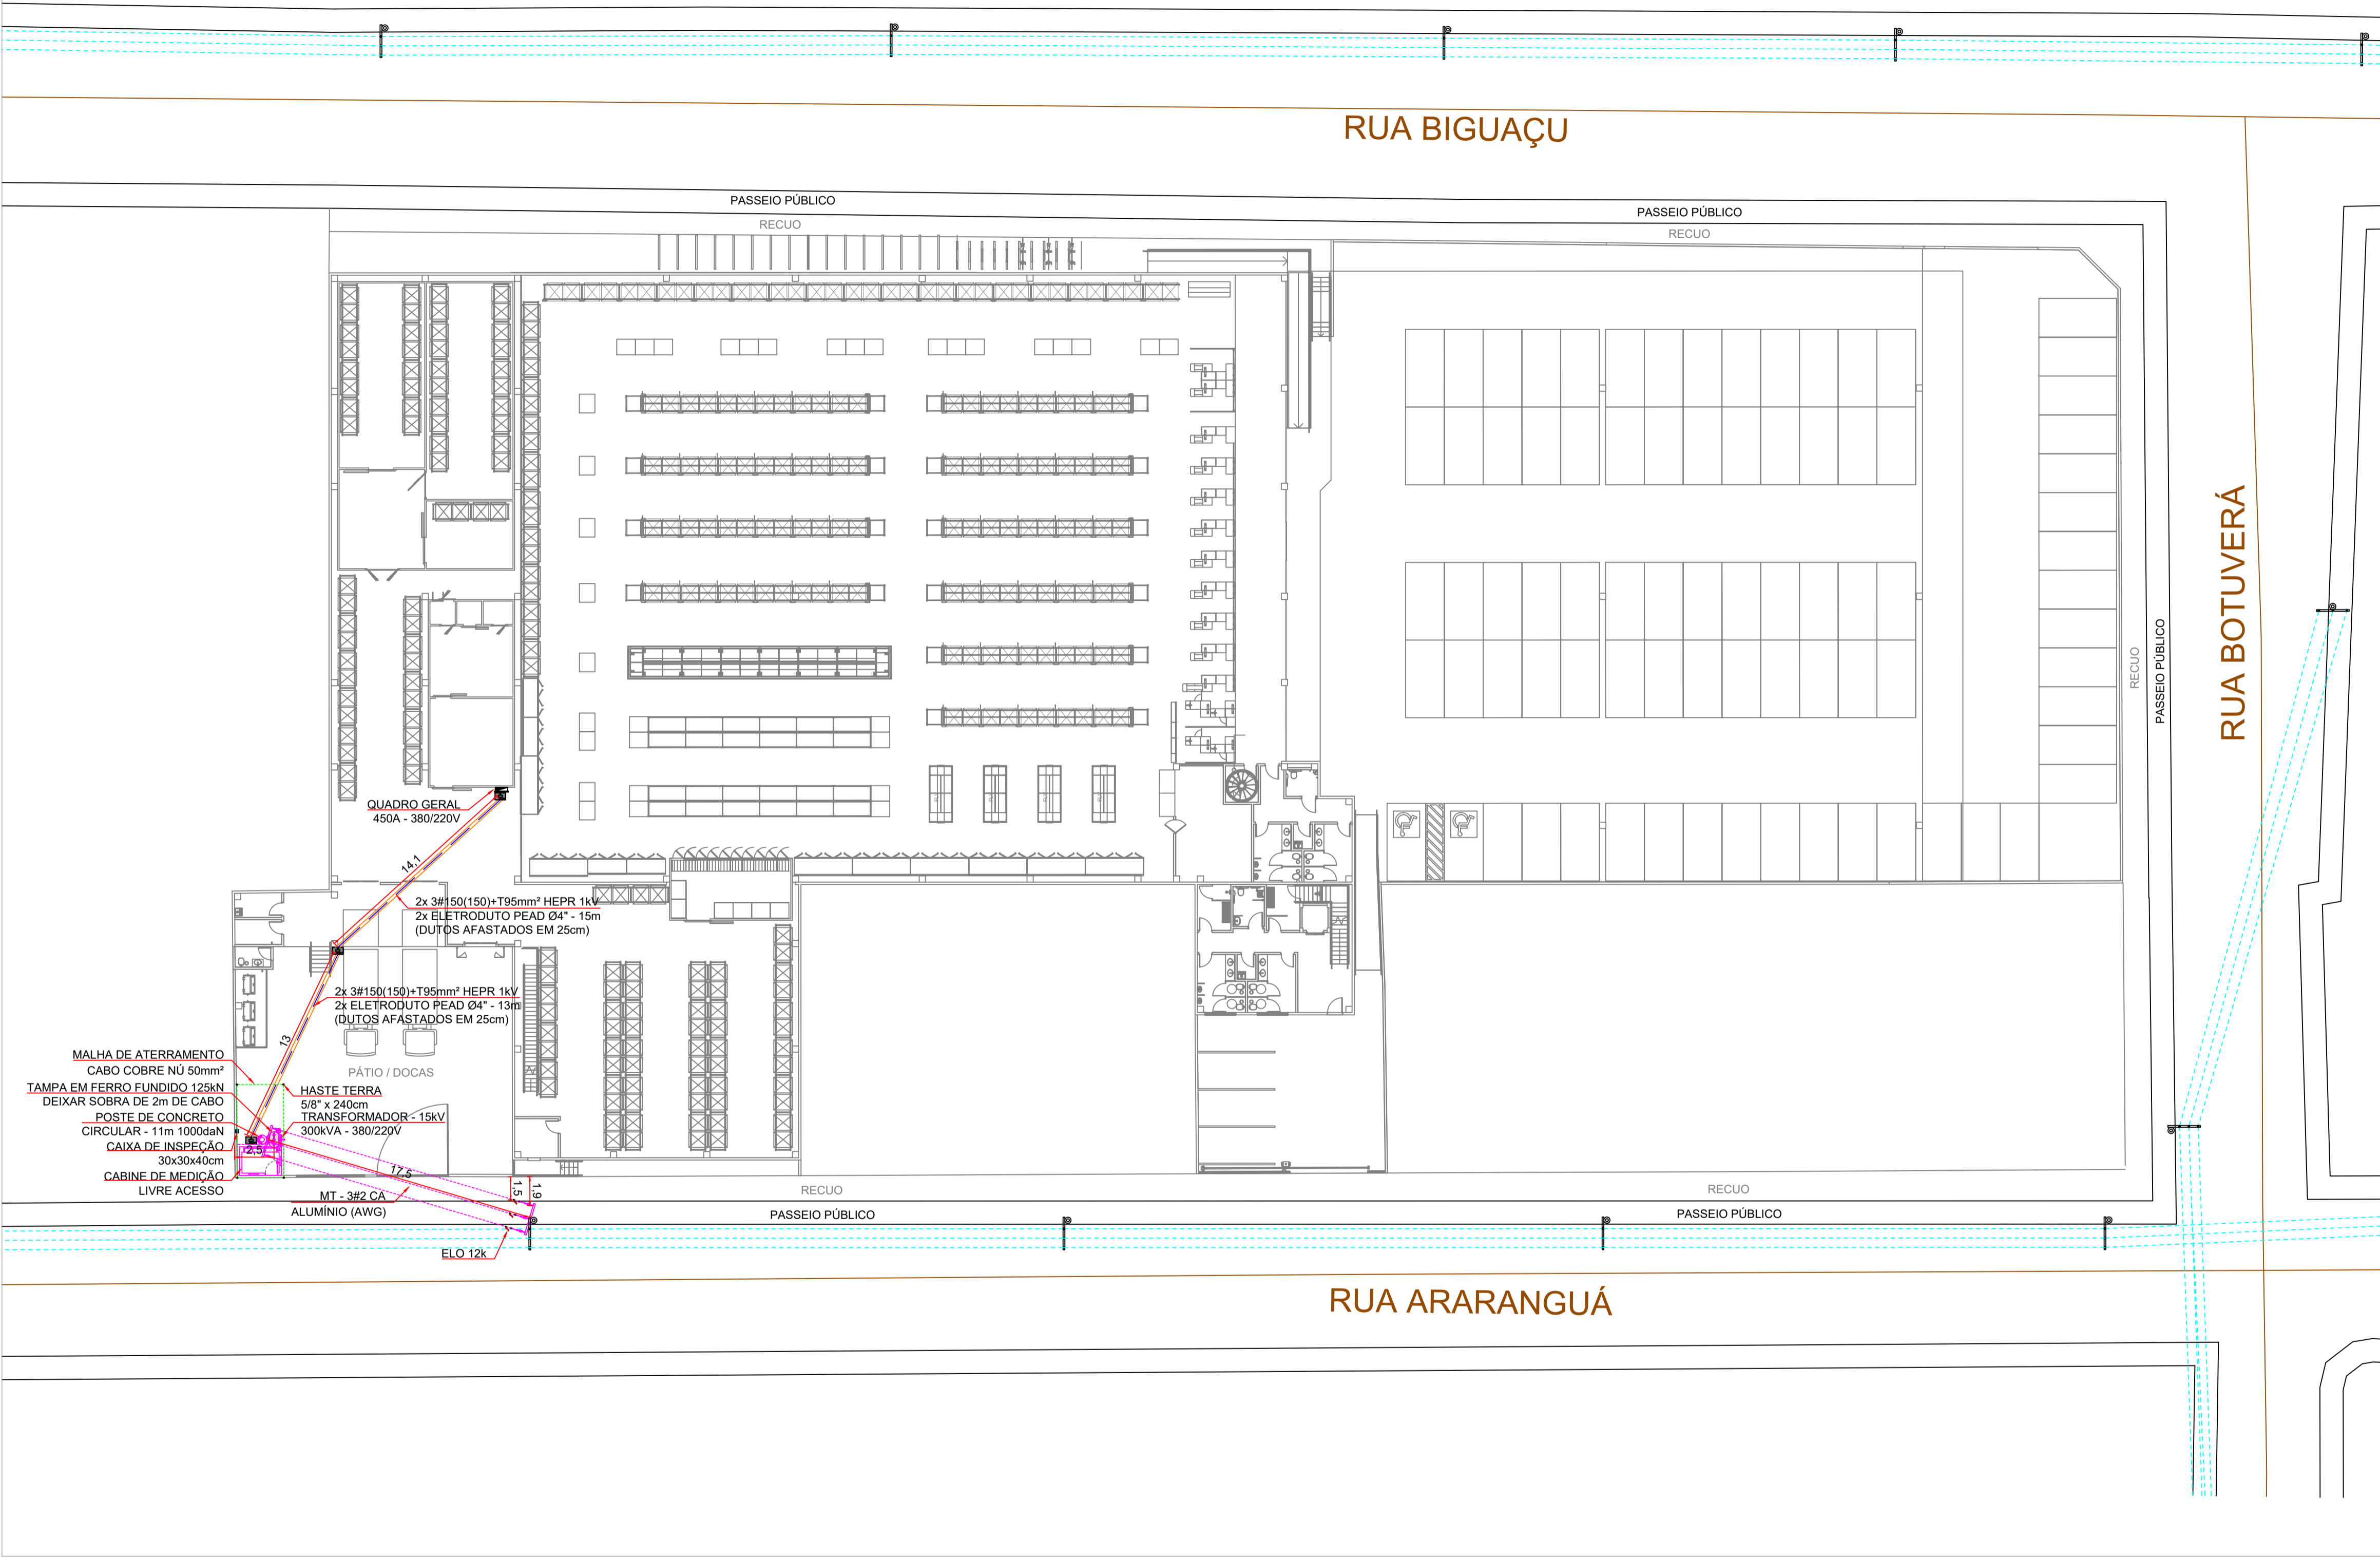 RUA BIGUAÇU
PASSEIO PÚBLICO
PASSEIO PÚBLICO
RECUO
RECUO
RUA BOTUVERÁ
PASSEIO PÚBLICO
RECUO
QUADRO GERAL
450A - 380/220V
14,1
2x 3#150(150)+T95mm² HEPR 1kV
2x ELETRODUTO PEAD Ø4" - 15m
(DUTOS AFASTADOS EM 25cm)
2x 3#150(150)+T95mm² HEPR 1kV
2x ELETRODUTO PEAD Ø4" - 13m
(DUTOS AFASTADOS EM 25cm)
13
PÁTIO / DOCAS
MALHA DE ATERRAMENTO
CABO COBRE NÚ 50mm²
TAMPA EM FERRO FUNDIDO 125kN
DEIXAR SOBRA DE 2m DE CABO
POSTE DE CONCRETO
CIRCULAR - 11m 1000daN
CAIXA DE INSPEÇÃO
30x30x40cm
CABINE DE MEDIÇÃO
LIVRE ACESSO
HASTE TERRA
5/8" x 240cm
TRANSFORMADOR - 15kV
300kVA - 380/220V
2,5
17,5
MT - 3#2 CA
ALUMÍNIO (AWG)
1,5
1,9
ELO 12k
RECUO
RECUO
PASSEIO PÚBLICO
PASSEIO PÚBLICO
RUA ARARANGUÁ